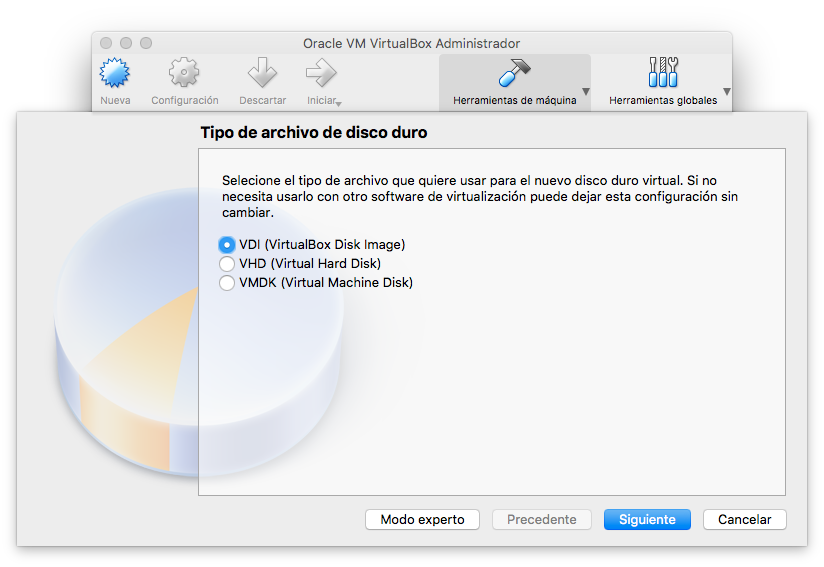 Oracle VM VirtualBox Administrador
Nueva
Configuración
Descartar
Iniciar
Herramientas de máquina
Herramientas globales
Tipo de archivo de disco duro
Selecione el tipo de archivo que quiere usar para el nuevo disco duro virtual. Si no
necesita usarlo con otro software de virtualización puede dejar esta configuración sin
cambiar.
VDI (VirtualBox Disk Image)
VHD (Virtual Hard Disk)
VMDK (Virtual Machine Disk)
Modo experto
Precedente
Siguiente
Cancelar